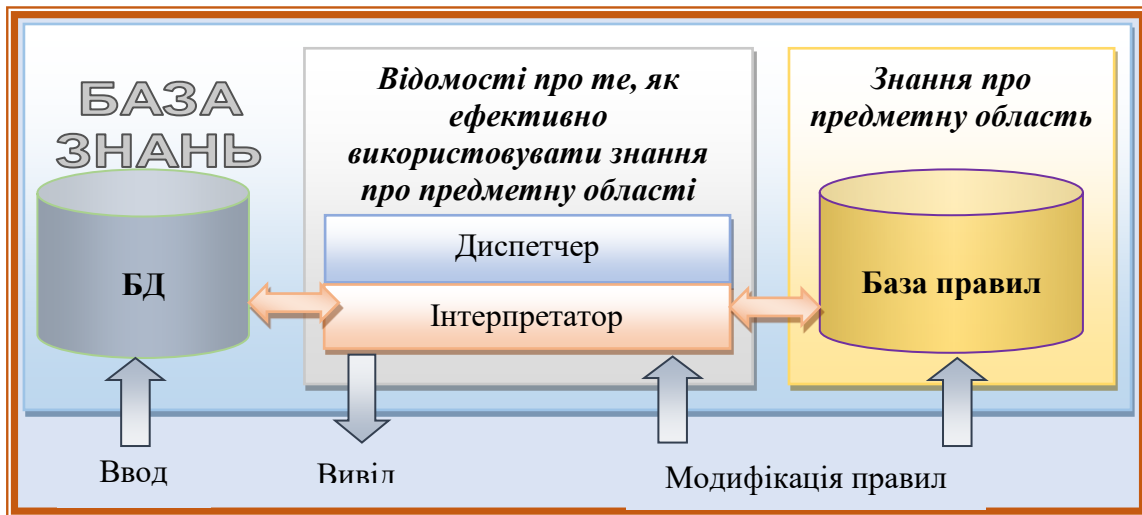 БАЗА
ЗНАНЬ
Відомості про те, як
ефективно
використовувати знання
про предметну області
Знання про
предметну область
БД
Диспетчер
Інтерпретатор
База правил
Ввод
Вивід
Модифікація правил